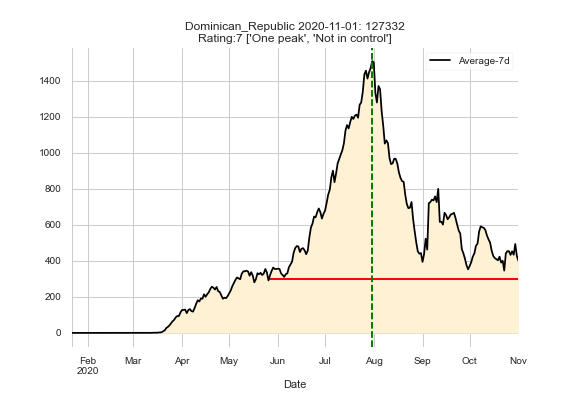 Dominican_Republic 2020-11-01: 127332
Rating:7 ['One peak', 'Not in control']
Average-7d
1400
1200
1000
800
600
400
200
0
Feb Mar Apr May Jun Jul Aug Sep Oct Nov
2020
Date